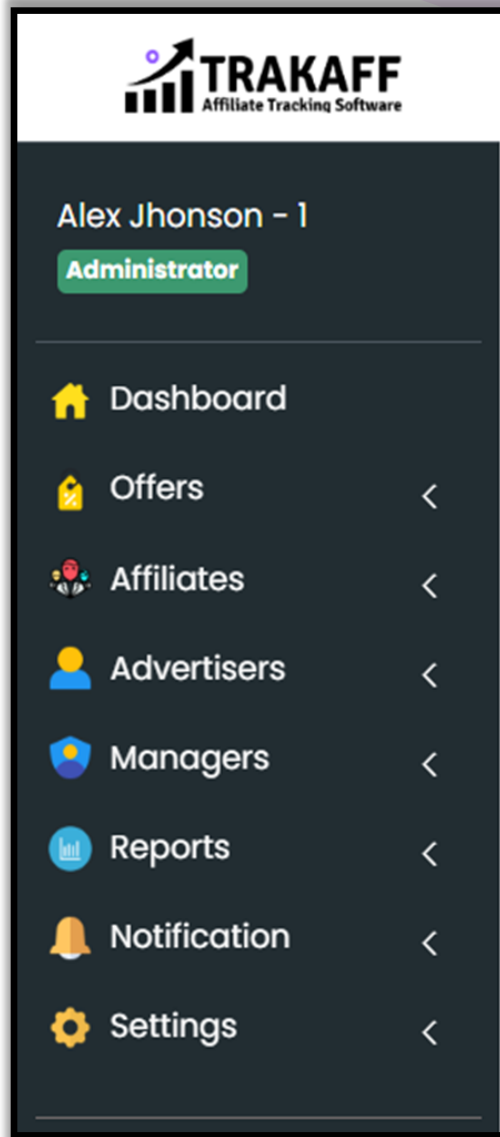 TRAKAFF
Affiliate Tracking Software
Alex Jhonson - 1
Administrator
Dashboard
Offers
Affiliates
Advertisers
Managers
Reports
Notification
Settings